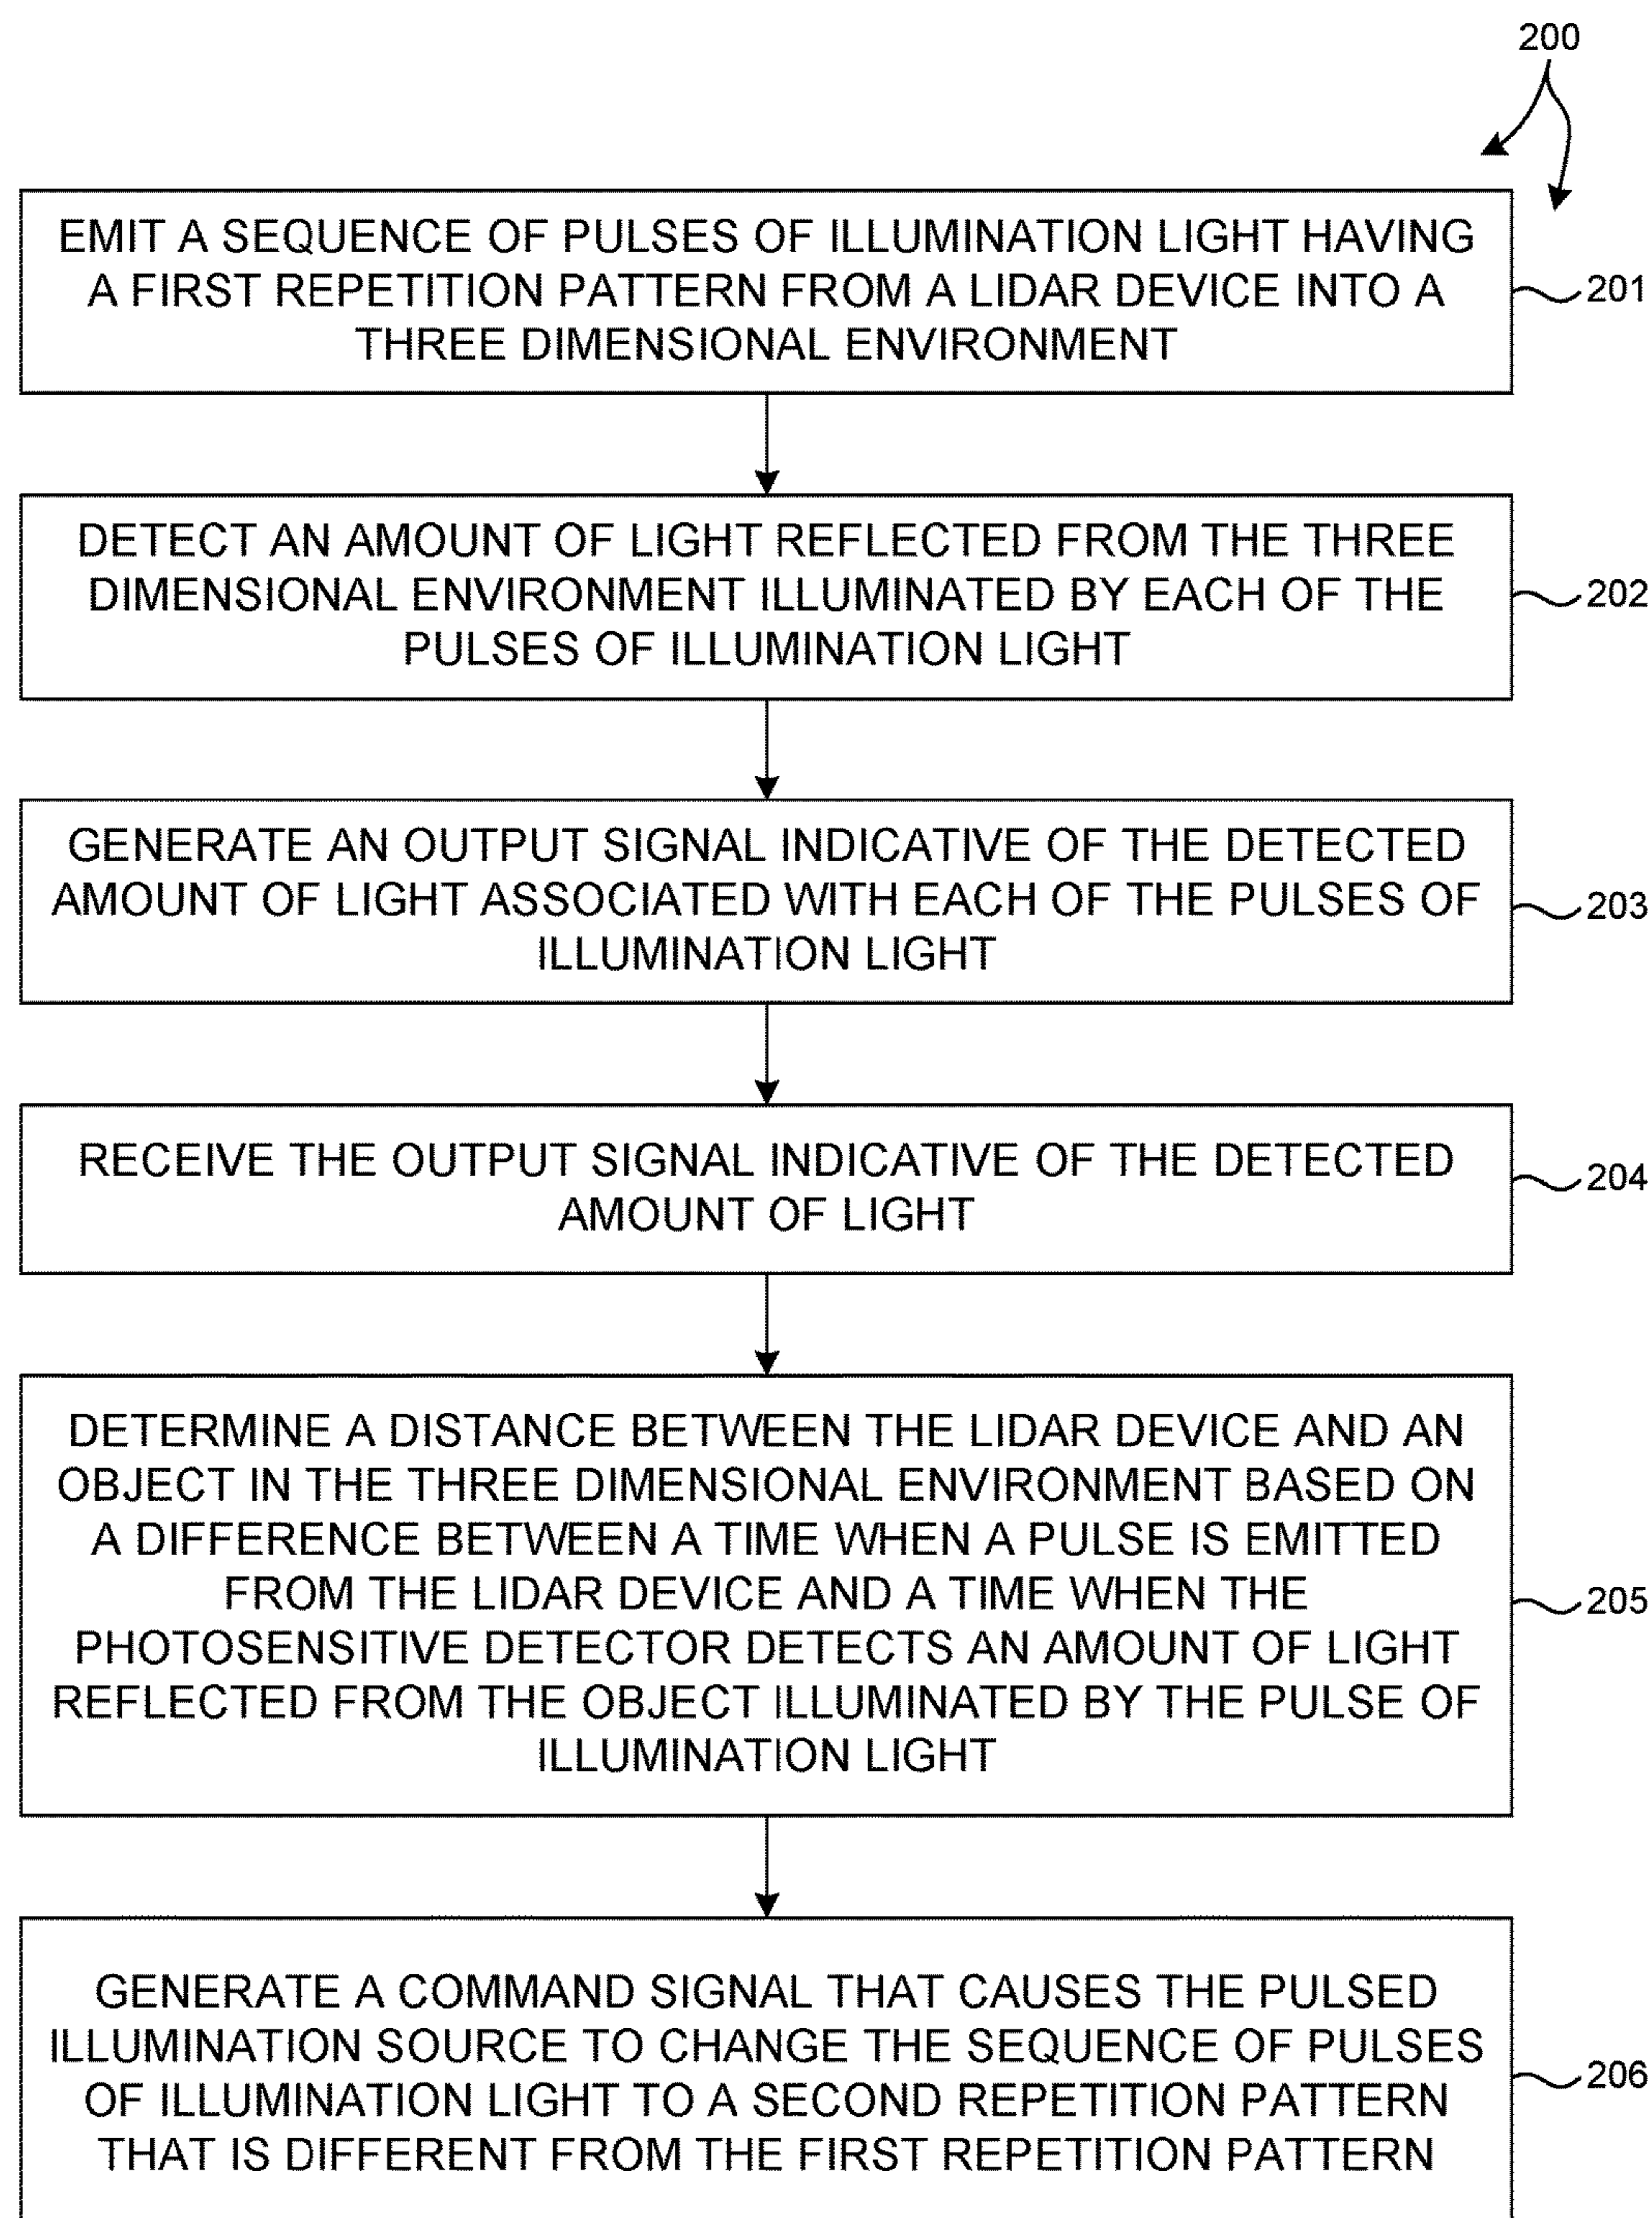 200
EMIT A SEQUENCE OF PULSES OF ILLUMINATION LIGHT HAVING
A FIRST REPETITION PATTERN FROM A LIDAR DEVICE INTO A
THREE DIMENSIONAL ENVIRONMENT
201
DETECT AN AMOUNT OF LIGHT REFLECTED FROM THE THREE
DIMENSIONAL ENVIRONMENT ILLUMINATED BY EACH OF THE
PULSES OF ILLUMINATION LIGHT
202
GENERATE AN OUTPUT SIGNAL INDICATIVE OF THE DETECTED
AMOUNT OF LIGHT ASSOCIATED WITH EACH OF THE PULSES OF
ILLUMINATION LIGHT
203
RECEIVE THE OUTPUT SIGNAL INDICATIVE OF THE DETECTED
AMOUNT OF LIGHT
204
DETERMINE A DISTANCE BETWEEN THE LIDAR DEVICE AND AN
OBJECT IN THE THREE DIMENSIONAL ENVIRONMENT BASED ON
A DIFFERENCE BETWEEN A TIME WHEN A PULSE IS EMITTED
FROM THE LIDAR DEVICE AND A TIME WHEN THE
PHOTOSENSITIVE DETECTOR DETECTS AN AMOUNT OF LIGHT
REFLECTED FROM THE OBJECT ILLUMINATED BY THE PULSE OF
ILLUMINATION LIGHT
205
GENERATE A COMMAND SIGNAL THAT CAUSES THE PULSED
ILLUMINATION SOURCE TO CHANGE THE SEQUENCE OF PULSES
OF ILLUMINATION LIGHT TO A SECOND REPETITION PATTERN
THAT IS DIFFERENT FROM THE FIRST REPETITION PATTERN
206